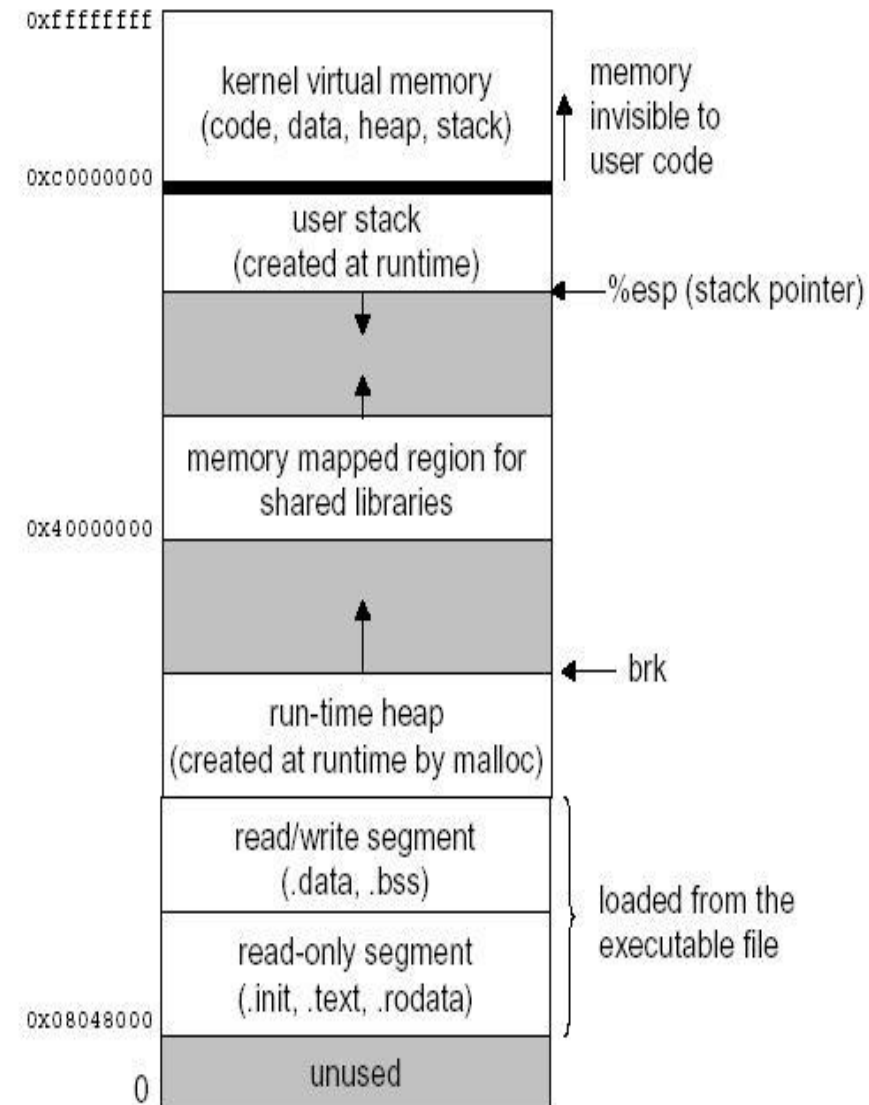 0xffffffff
kernel virtual memory
(code, data, heap, stack)
memory
invisible to
user code
0xc0000000
user stack
(created at runtime)
%esp (stack pointer)
memory mapped region for
shared libraries
0x40000000
brk
run-time heap
(created at runtime by malloc)
read/write segment
(.data, .bss)
loaded from the
executable file
read-only segment
(.init, .text, .rodata)
0x08048000
unused
0